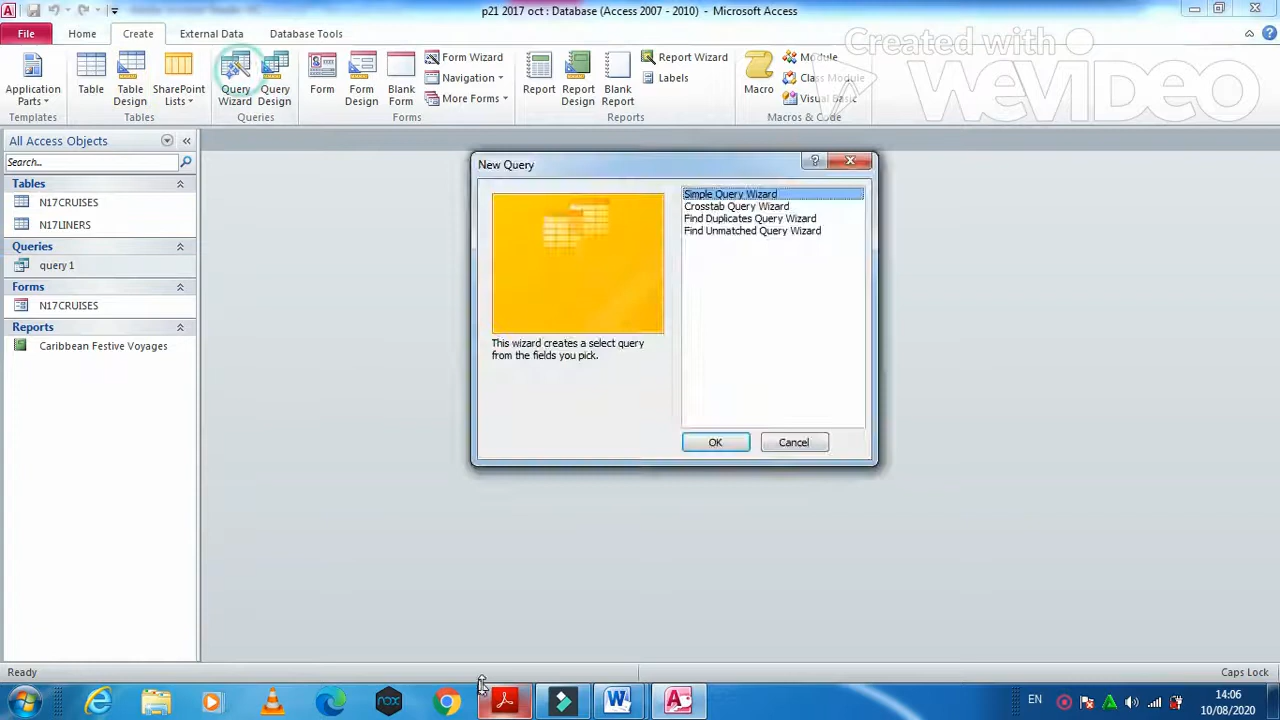 p21 2017 oct : Database (Access 2007 - 2010) - Microsoft Access
File
Home
Create
External Data
Database Tools
Created with
WEVIDEO
Application Parts
Table
Table Design
SharePoint Lists
Query Wizard
Query Design
Form
Form Design
Blank Form
Form Wizard
Navigation
More Forms
Report
Report Design
Blank Report
Report Wizard
Labels
Macro
Module
Class Module
Visual Basic
Templates
Tables
Queries
Forms
Reports
Macros & Code
All Access Objects
Search...
Tables
N17CRUISES
N17LINERS
Queries
query 1
Forms
N17CRUISES
Reports
Caribbean Festive Voyages
New Query
Simple Query Wizard
Crosstab Query Wizard
Find Duplicates Query Wizard
Find Unmatched Query Wizard
This wizard creates a select query
from the fields you pick.
OK
Cancel
Ready
Caps Lock
nox
EN
14:06
10/08/2020